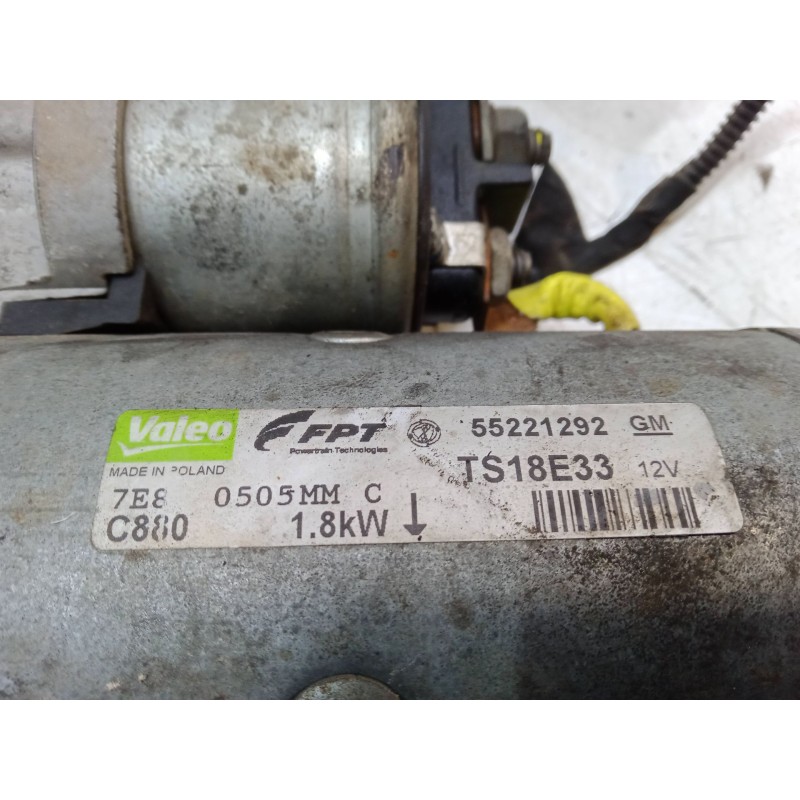 Valeo FPT 55221292 GM
Powertrain Technologies
MADE IN POLAND TS18E33 12V
7E8 0505MM C
C880 1.8kW